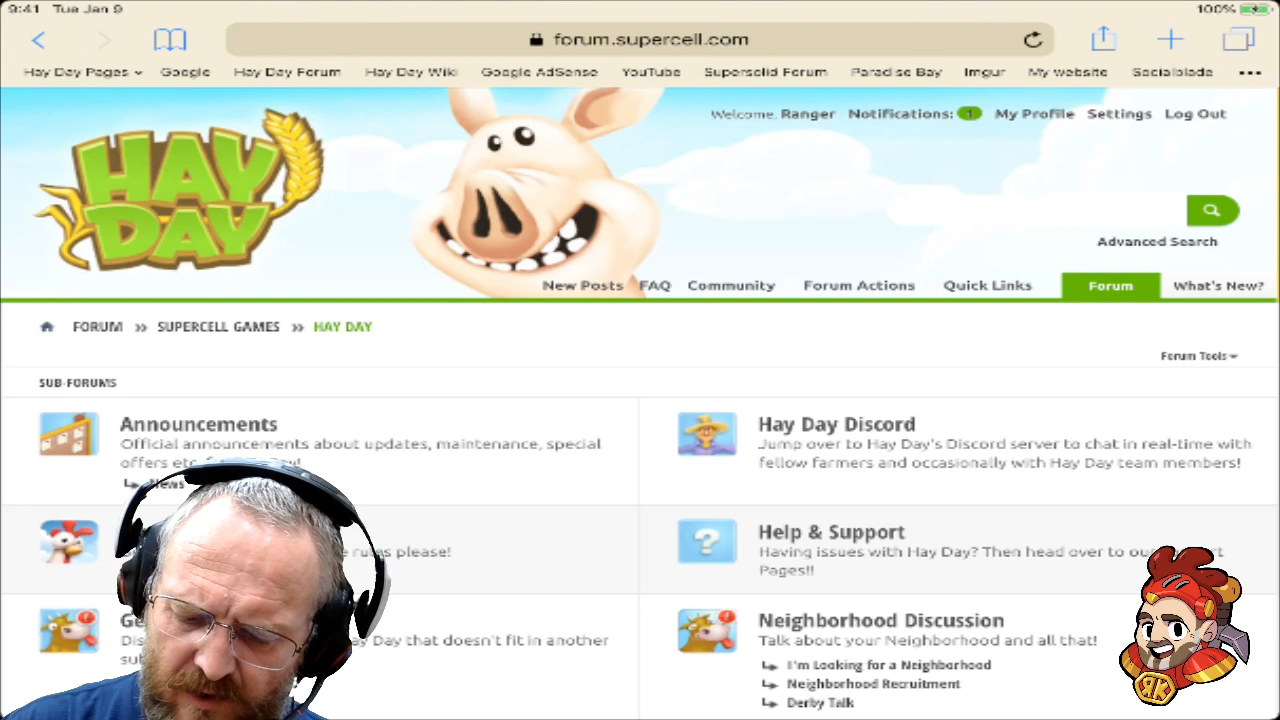 9:41 Tue Jan 9 100%
forum.supercell.com
Hay Day Pages Google Hay Day Forum Hay Day Wiki Google AdSense YouTube Supersolid Forum Paradise Bay Imgur My website Socialblade •••
Welcome, Ranger Notifications: 1 My Profile Settings Log Out
HAY
DAY
Advanced Search
New Posts FAQ Community Forum Actions Quick Links Forum What's New?
FORUM » SUPERCELL GAMES » HAY DAY
Forum Tools
SUB-FORUMS
Announcements
Official announcements about updates, maintenance, special
offers etc.
News
Hay Day Discord
Jump over to Hay Day's Discord server to chat in real-time with
fellow farmers and occasionally with Hay Day team members!
rules please!
Help & Support
Having issues with Hay Day? Then head over to
Pages!!
Day that doesn't fit in another
Neighborhood Discussion
Talk about your Neighborhood and all that!
I'm Looking for a Neighborhood
Neighborhood Recruitment
Derby Talk
RK